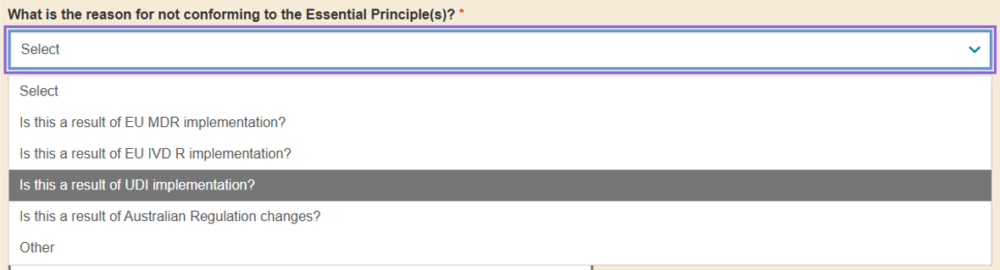 What is the reason for not conforming to the Essential Principle(s)? *
Select
Select
Is this a result of EU MDR implementation?
Is this a result of EU IVD R implementation?
Is this a result of UDI implementation?
Is this a result of Australian Regulation changes?
Other